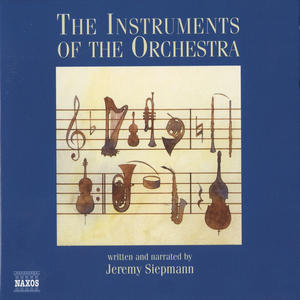 THE INSTRUMENTS
OF THE ORCHESTRA
written and narrated by
Jeremy Siepmann
NAXOS